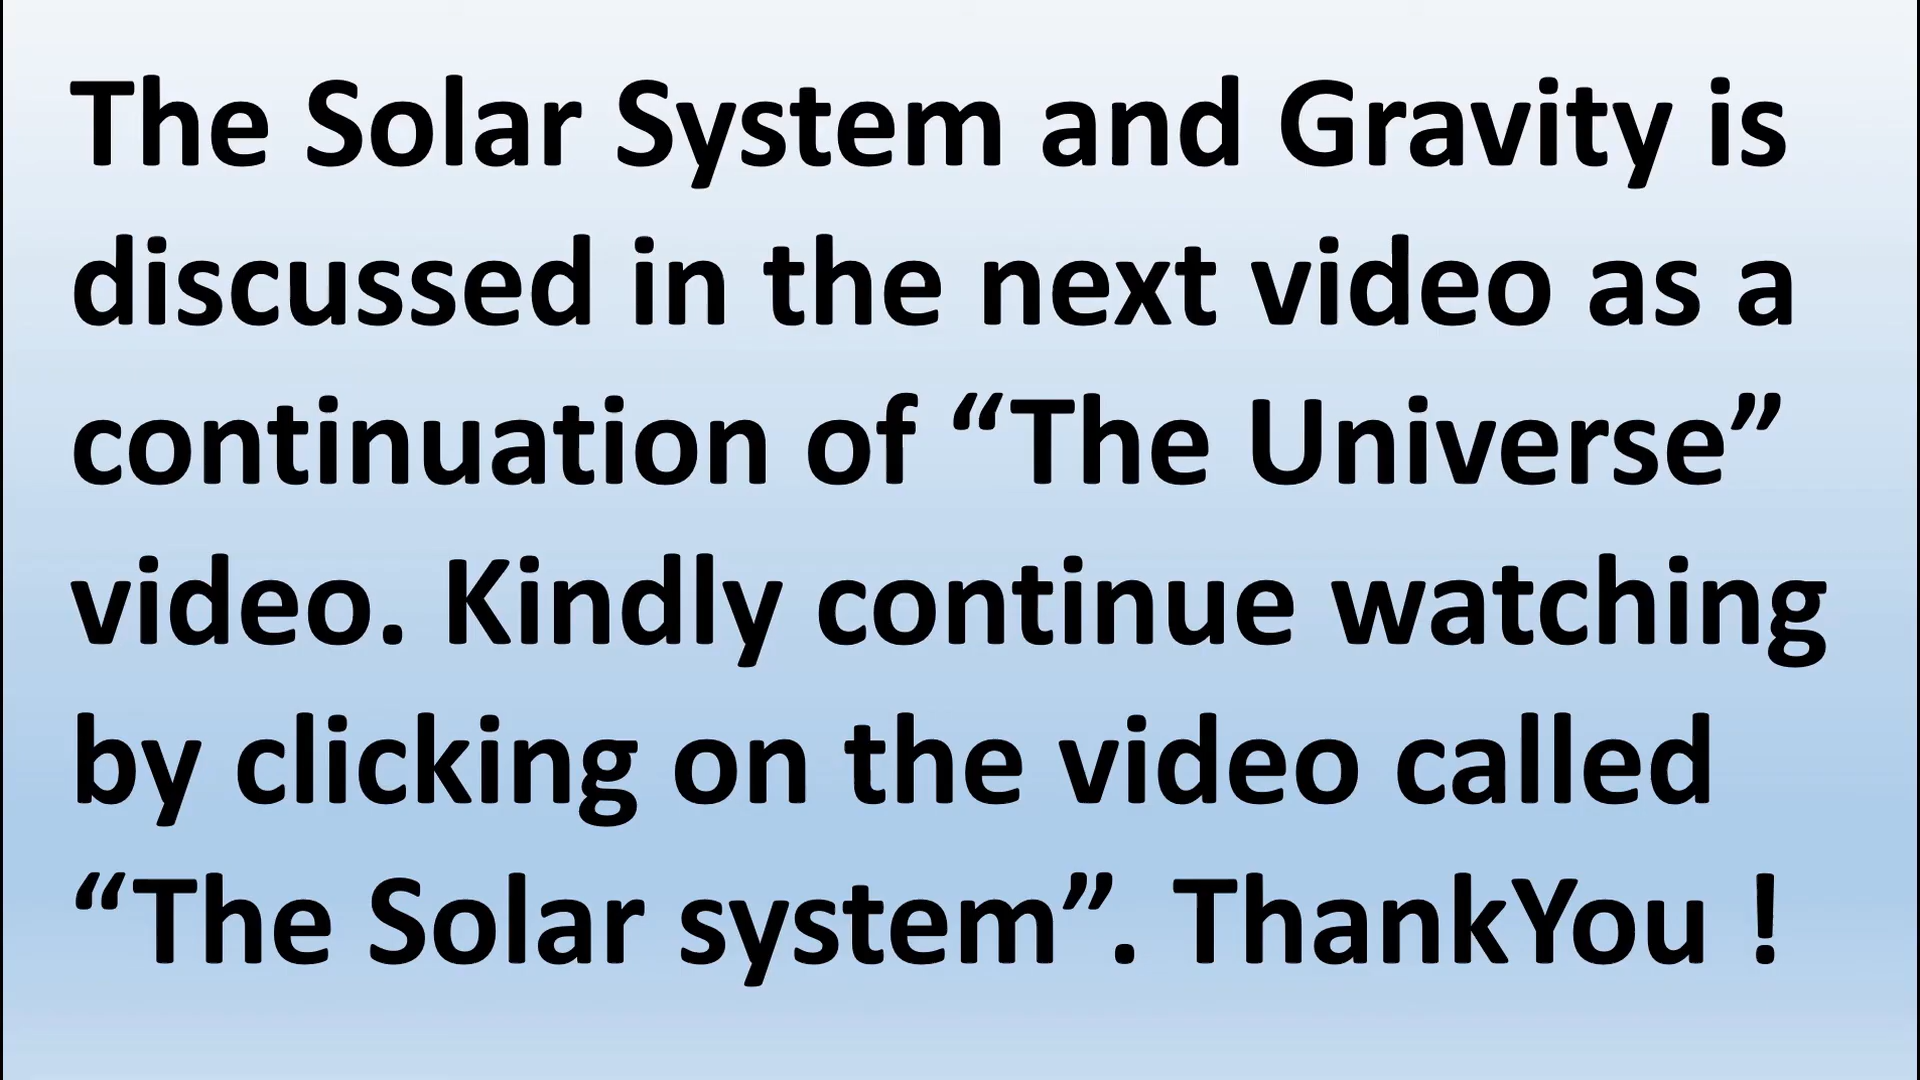 The Solar System and Gravity is
discussed in the next video as a
continuation of “The Universe”
video. Kindly continue watching
by clicking on the video called
“The Solar system”. ThankYou !